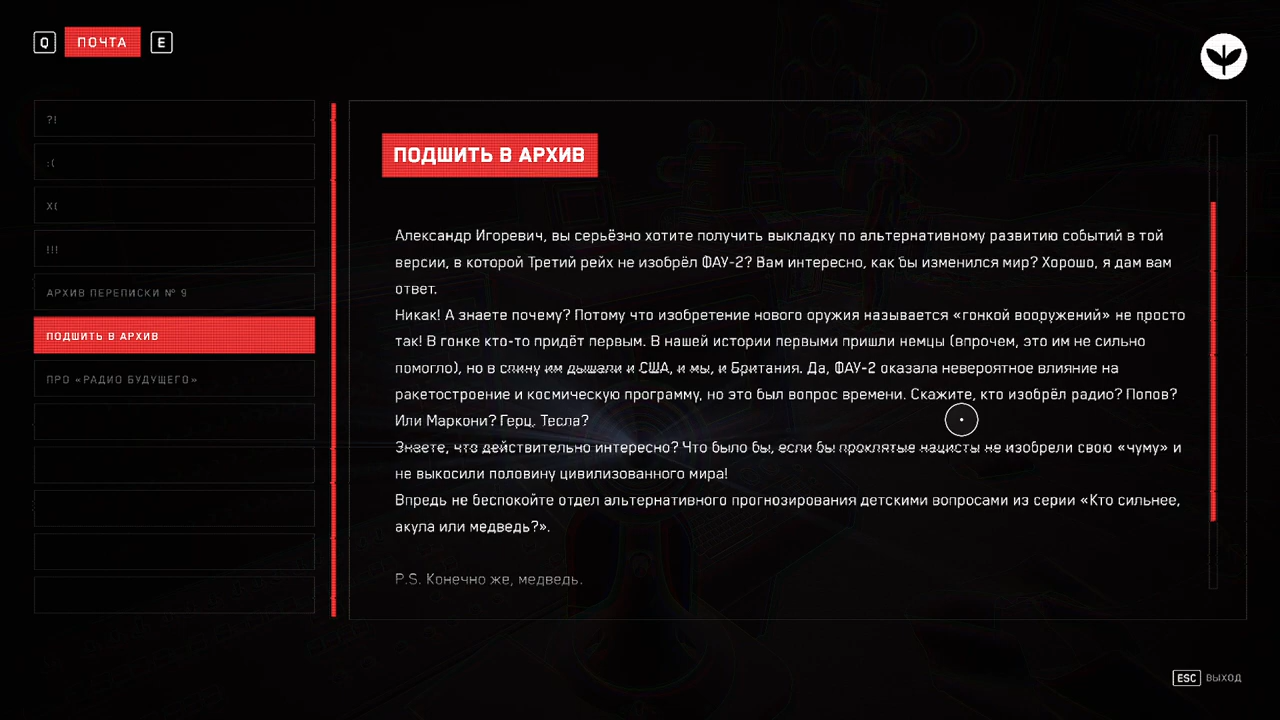 Q ПОЧТА E
?!
:(
X(
!!!
АРХИВ ПЕРЕПИСКИ № 9
ПОДШИТЬ В АРХИВ
ПРО «РАДИО БУДУЩЕГО»
ПОДШИТЬ В АРХИВ
Александр Игоревич, вы серьёзно хотите получить выкладку по альтернативному развитию событий в той
версии, в которой Третий рейх не изобрёл ФАУ-2? Вам интересно, как бы изменился мир? Хорошо, я дам вам
ответ.
Никак! А знаете почему? Потому что изобретение нового оружия называется «гонкой вооружений» не просто
так! В гонке кто-то придёт первым. В нашей истории первыми пришли немцы (впрочем, это им не сильно
помогло), но в спину им дышали и США, и мы, и Британия. Да, ФАУ-2 оказала невероятное влияние на
ракетостроение и космическую программу, но это был вопрос времени. Скажите, кто изобрёл радио? Попов?
Или Маркони? Герц, Тесла?
Знаете, что действительно интересно? Что было бы, если бы проклятые нацисты не изобрели свою «чуму» и
не выкосили половину цивилизованного мира!
Впредь не беспокойте отдел альтернативного прогнозирования детскими вопросами из серии «Кто сильнее,
акула или медведь?».
P.S. Конечно же, медведь.
ESC ВЫХОД